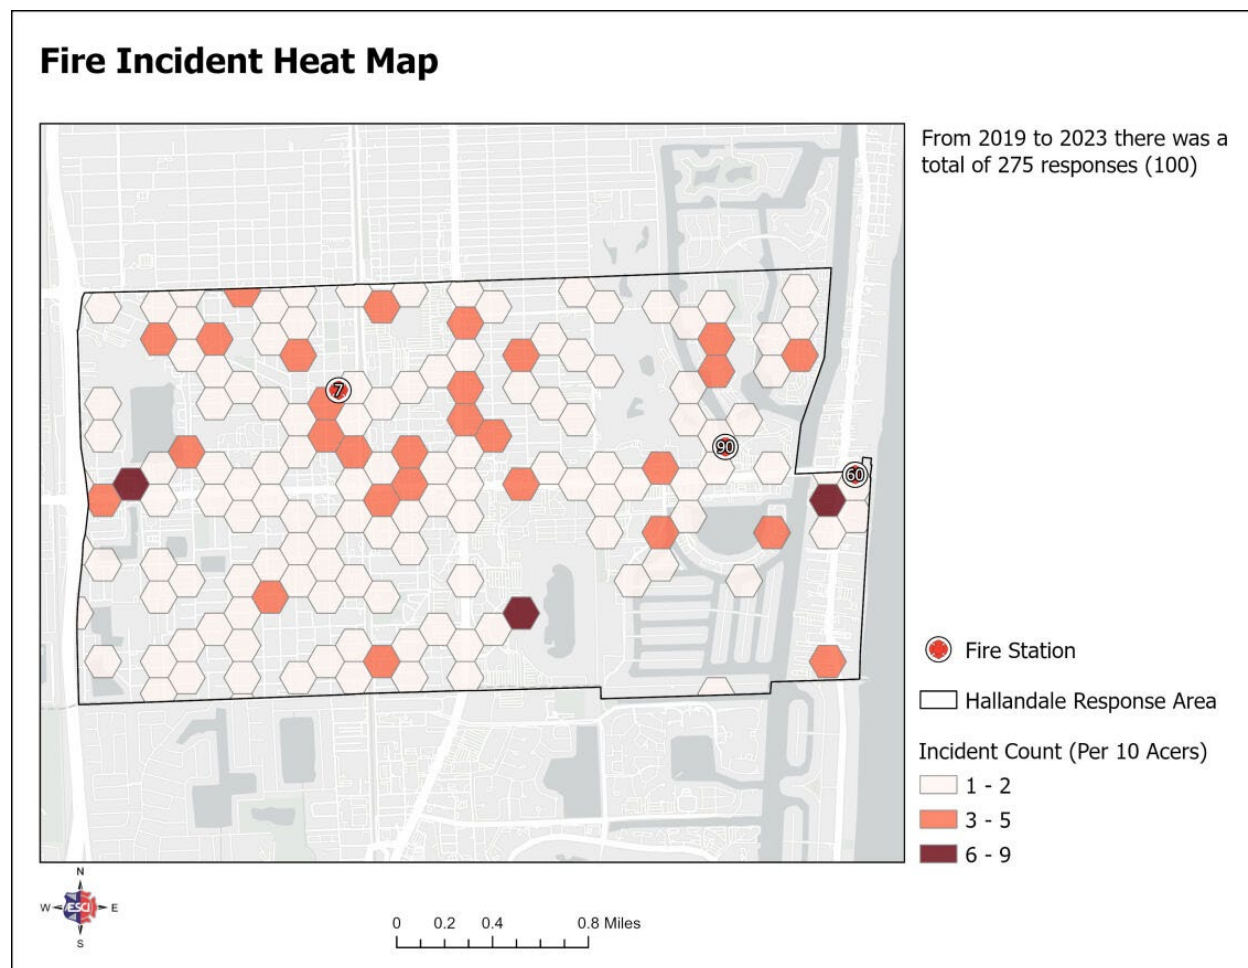 Fire Incident Heat Map
From 2019 to 2023 there was a
total of 275 responses (100)
7
90
60
Fire Station
Hallandale Response Area
Incident Count (Per 10 Acers)
1 - 2
3 - 5
6 - 9
N
W
ESCI
E
S
0 0.2 0.4 0.8 Miles